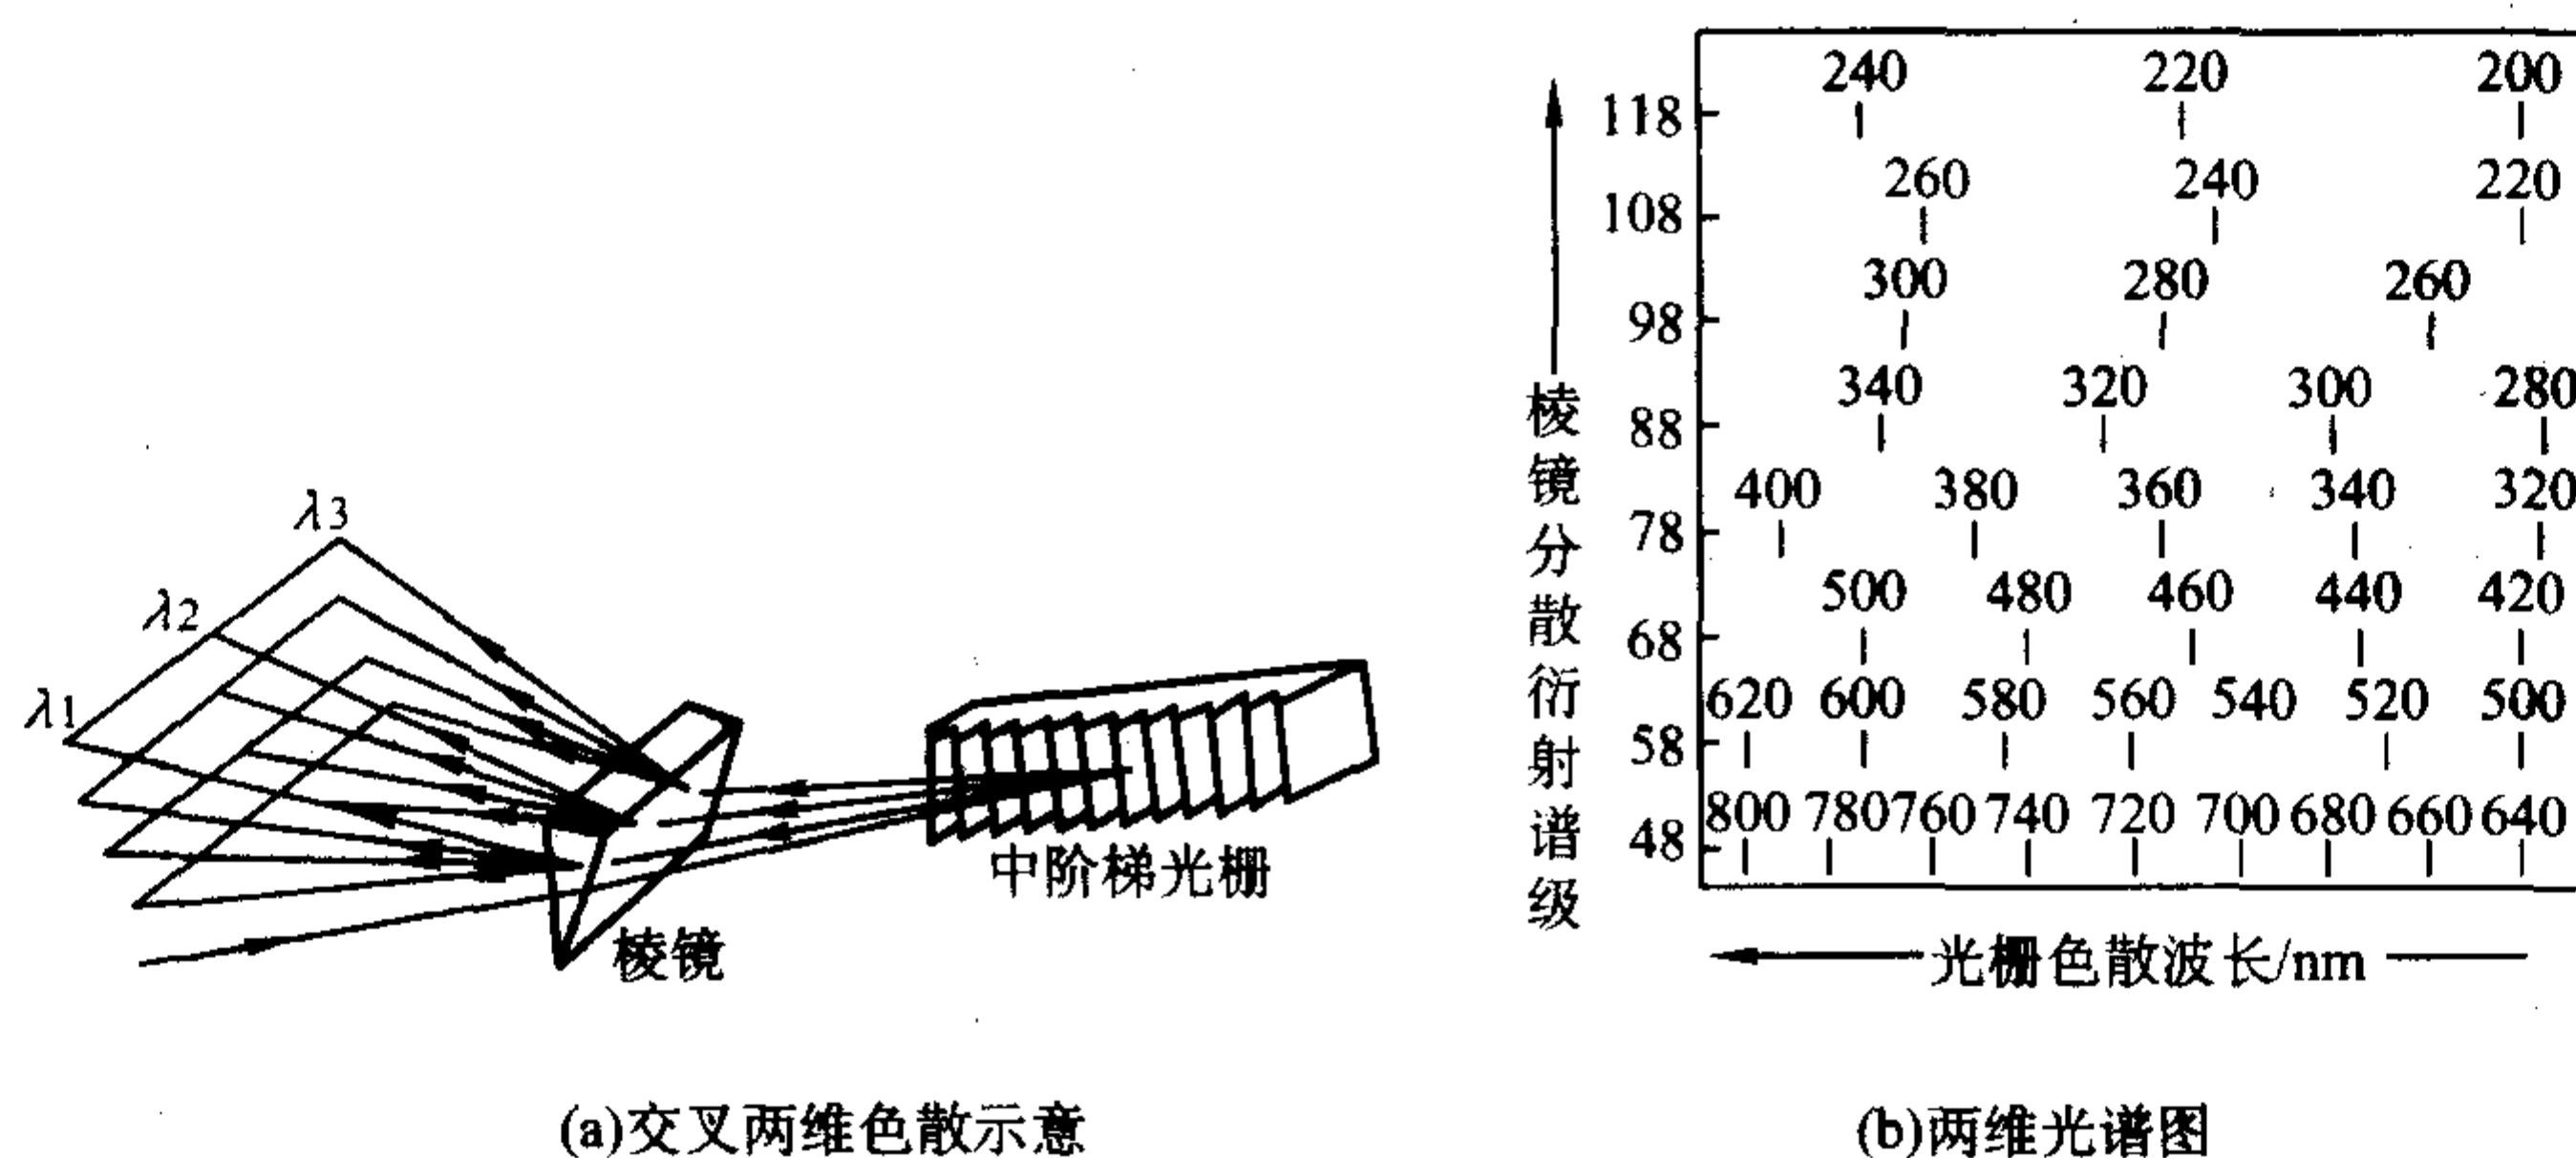 λ3
λ2
λ1
中阶梯光栅
棱镜
(a)交叉两维色散示意
棱镜分散衍射谱级
118 240 220 200
108 260 240 220
98 300 280 260
88 340 320 300 280
78 400 380 360 340 320
68 500 480 460 440 420
58 620 600 580 560 540 520 500
48 800 780 760 740 720 700 680 660 640
光栅色散波长/nm
(b)两维光谱图